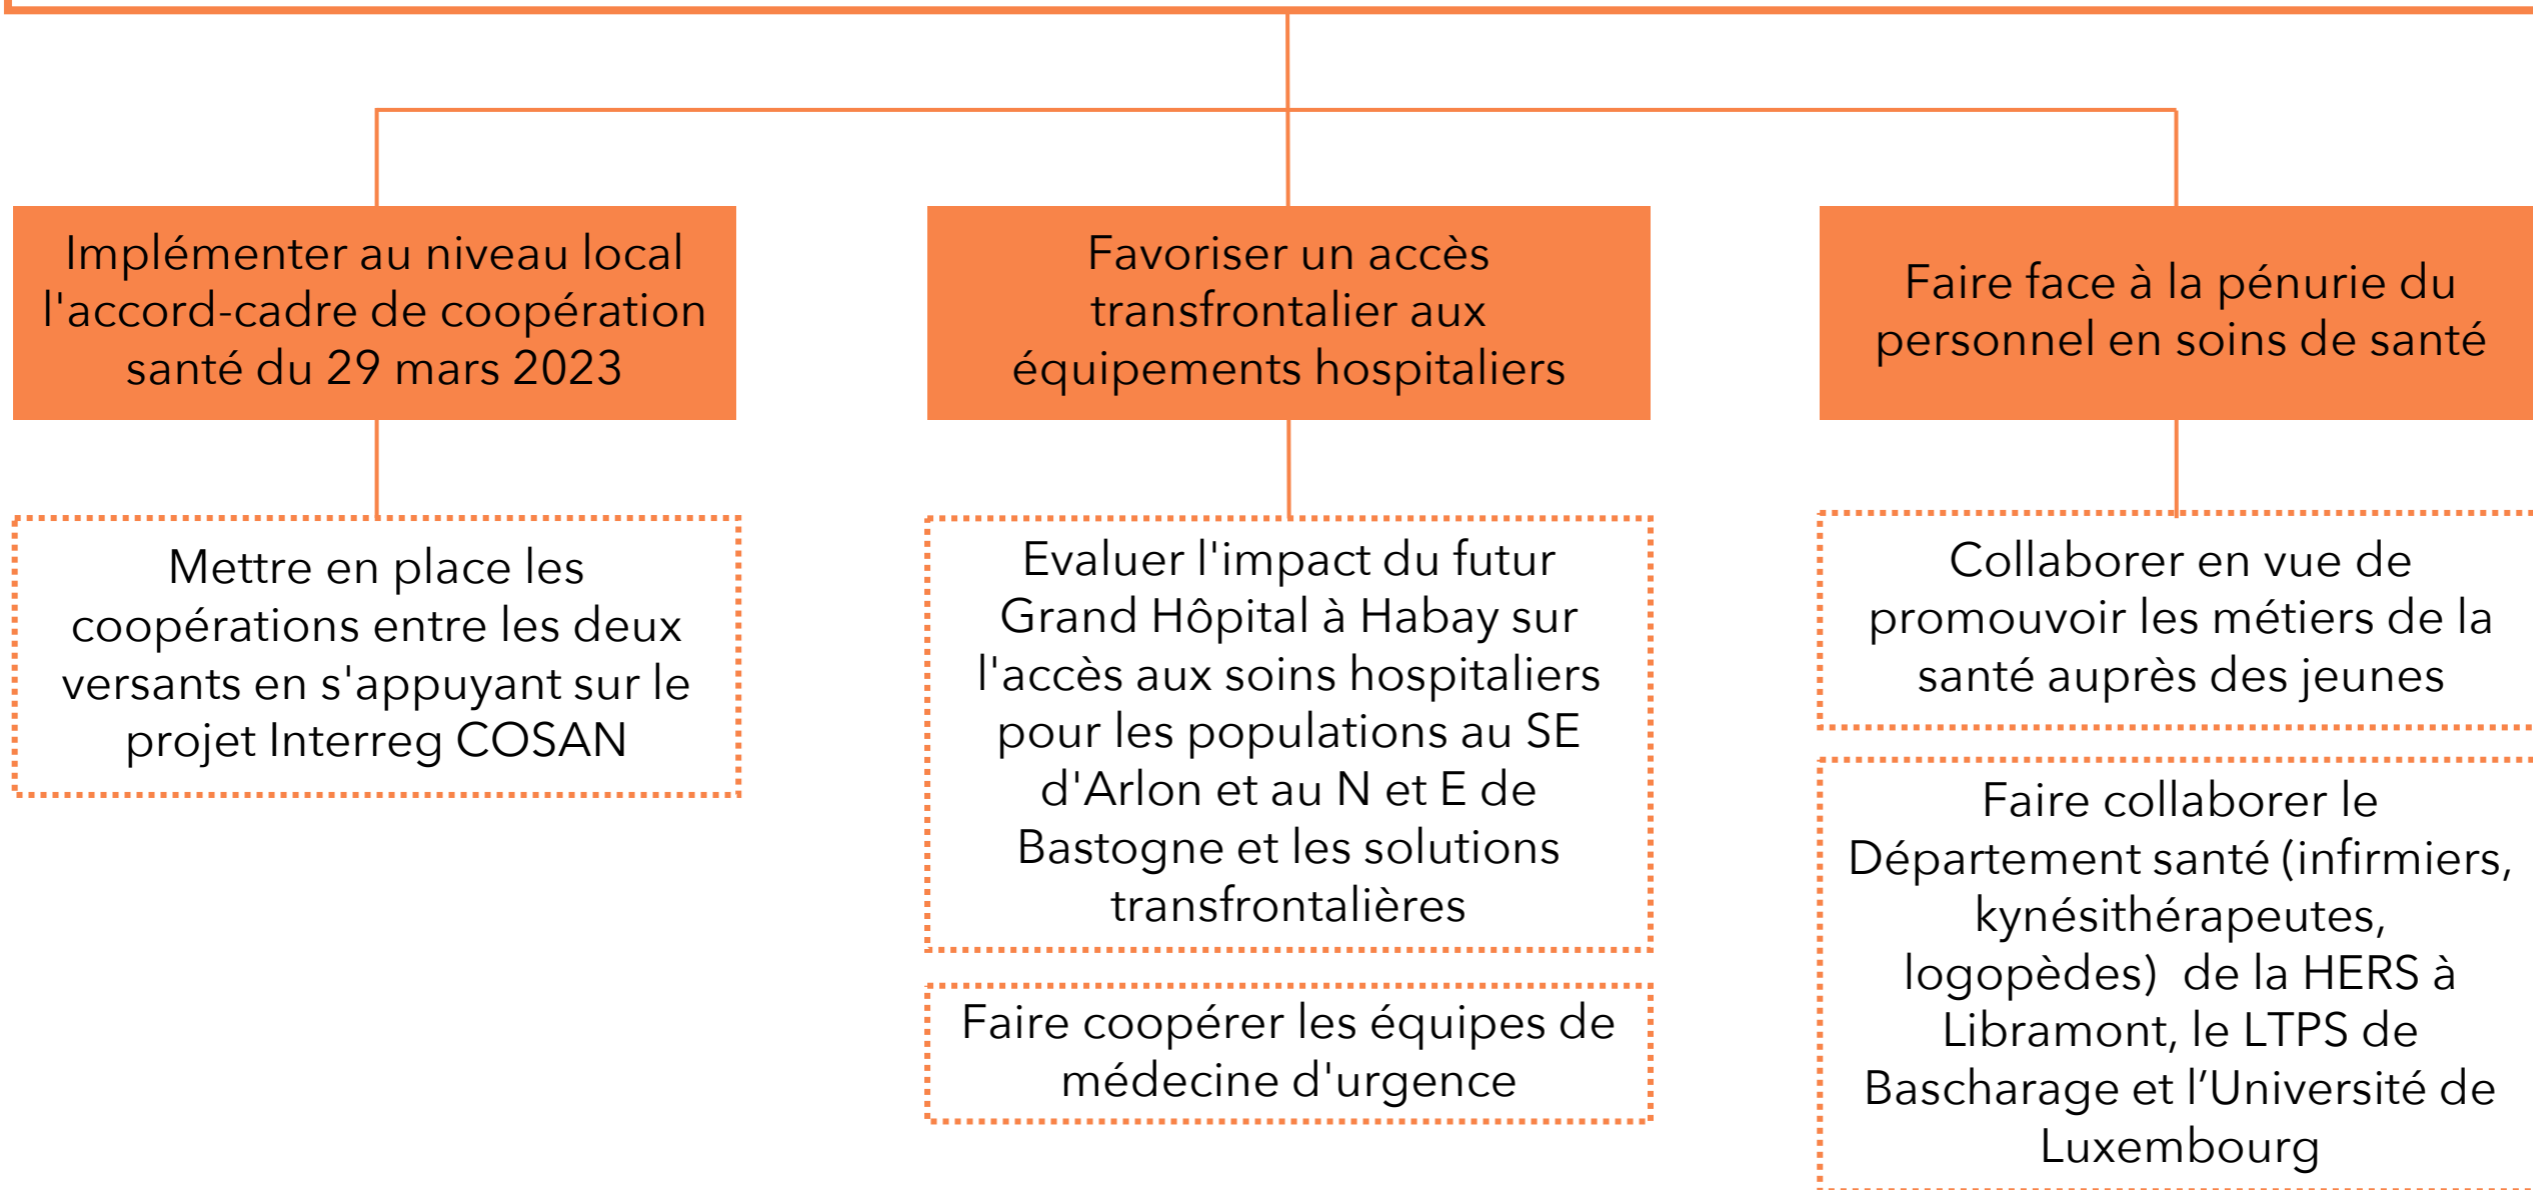 Implémenter au niveau local
l'accord-cadre de coopération
santé du 29 mars 2023
Mettre en place les
coopérations entre les deux
versants en s'appuyant sur le
projet Interreg COSAN
Favoriser un accès
transfrontalier aux
équipements hospitaliers
Evaluer l'impact du futur
Grand Hôpital à Habay sur
l'accès aux soins hospitaliers
pour les populations au SE
d'Arlon et au N et E de
Bastogne et les solutions
transfrontalières
Faire coopérer les équipes de
médecine d'urgence
Faire face à la pénurie du
personnel en soins de santé
Collaborer en vue de
promouvoir les métiers de la
santé auprès des jeunes
Faire collaborer le
Département santé (infirmiers,
kynésithérapeutes,
logopèdes)  de la HERS à
Libramont, le LTPS de
Bascharage et l’Université de
Luxembourg